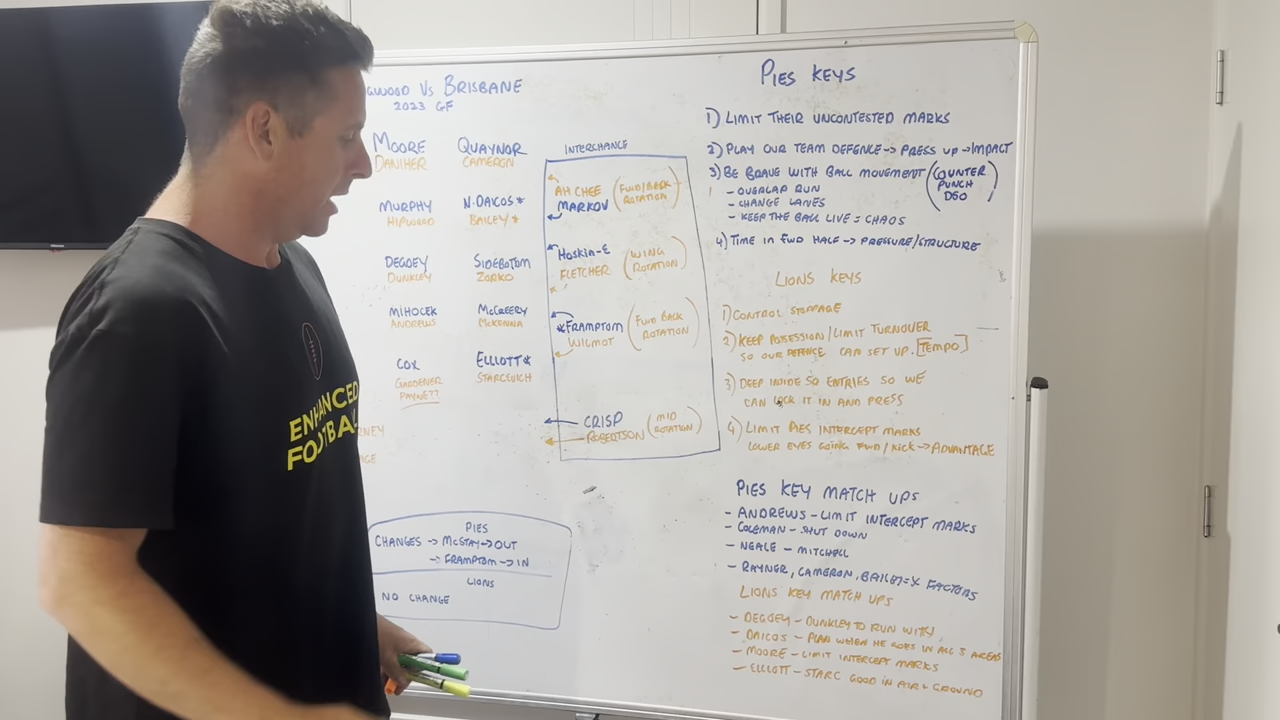 GWOOD VS BRISBANE
2023 GF
MOORE QUAYNOR
DANIHER CAMERON
MURPHY N.DAICOS*
HIPWOOD BAILEY*
DEGOEY SIDEBOTOM
DUNKLEY ZORKO
MIHOCEK McCREERY
ANDREWS McKENNA
COX ELLIOTT*
GARDENER STARCEVICH
PAYNE??
RNEY
AGE
INTERCHANGE
AH CHEE
MARKOV (FWD/BACK ROTATION)
HOSKIN-E
FLETCHER (WING ROTATION)
*FRAMPTOM
WILMOT (FWD BACK ROTATION)
CRISP
ROBERTSON (MID ROTATION)
PIES
CHANGES → McSTAY → OUT
→ FRAMPTOM → IN
LIONS
NO CHANGE
PIES KEYS
1) LIMIT THEIR UNCONTESTED MARKS
2) PLAY OUR TEAM DEFENCE → PRESS UP → IMPACT
3) BE BRAVE WITH BALL MOVEMENT (COUNTER PUNCH DGO)
- OVERLAP RUN
- CHANGE LANES
- KEEP THE BALL LIVE = CHAOS
4) TIME IN FWD HALF → PRESSURE/STRUCTURE
LIONS KEYS
1) CONTROL STOPPAGE
2) KEEP POSSESSION/LIMIT TURNOVER
SO OUR DEFENCE CAN SET UP. [TEMPO]
3) DEEP INSIDE 50 ENTRIES SO WE
CAN LOCK IT IN AND PRESS
4) LIMIT PIES INTERCEPT MARKS
LOWER EYES GOING FWD/KICK → ADVANTAGE
PIES KEY MATCH UPS
- ANDREWS - LIMIT INTERCEPT MARKS
- COLEMAN - SHUT DOWN
- NEALE - MITCHELL
- RAYNER, CAMERON, BAILEY = X FACTORS
LIONS KEY MATCH UPS
- DEGOEY - DUNKLEY TO RUN WITH
- DAICOS - PLAN WHEN HE GOES IN ALL 3 AREAS
- MOORE - LIMIT INTERCEPT MARKS
- ELLIOTT - STARC GOOD IN AIR + GROUND
ENHANCED
FOOTBAL